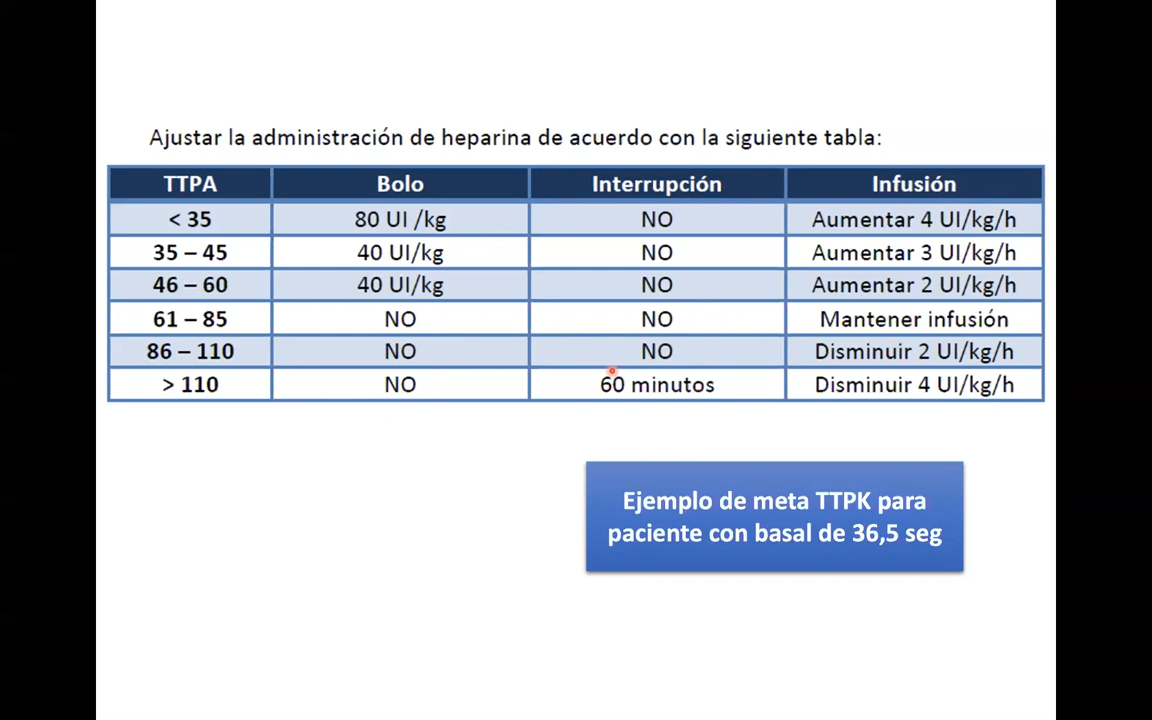 Ajustar la administración de heparina de acuerdo con la siguiente tabla:
TTPA Bolo Interrupción Infusión
< 35 80 UI /kg NO Aumentar 4 UI/kg/h
35 – 45 40 UI/kg NO Aumentar 3 UI/kg/h
46 – 60 40 UI/kg NO Aumentar 2 UI/kg/h
61 – 85 NO NO Mantener infusión
86 – 110 NO NO Disminuir 2 UI/kg/h
> 110 NO 60 minutos Disminuir 4 UI/kg/h
Ejemplo de meta TTPK para
paciente con basal de 36,5 seg